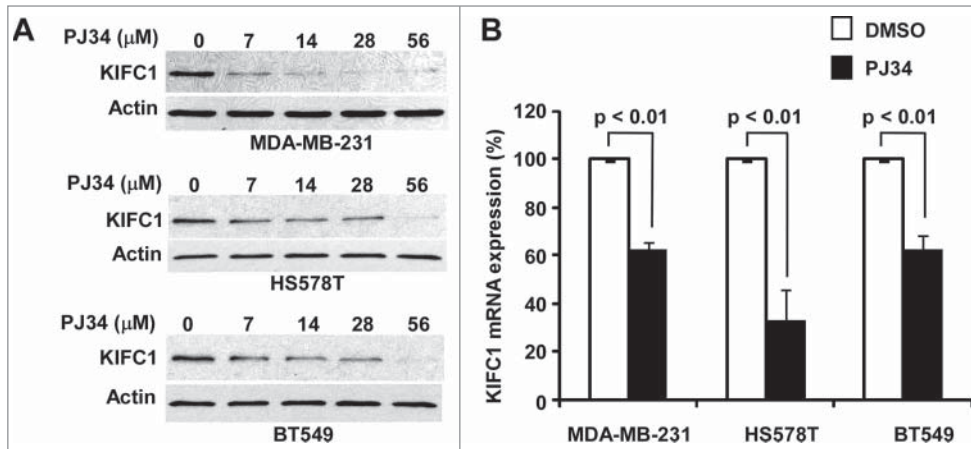 A
PJ34 (μM) 0 7 14 28 56
KIFC1
Actin
MDA-MB-231
PJ34 (μM) 0 7 14 28 56
KIFC1
Actin
HS578T
PJ34 (μM) 0 7 14 28 56
KIFC1
Actin
BT549
B
DMSO
PJ34
KIFC1 mRNA expression (%)
120
100
80
60
40
20
0
p < 0.01 p < 0.01 p < 0.01
MDA-MB-231 HS578T BT549